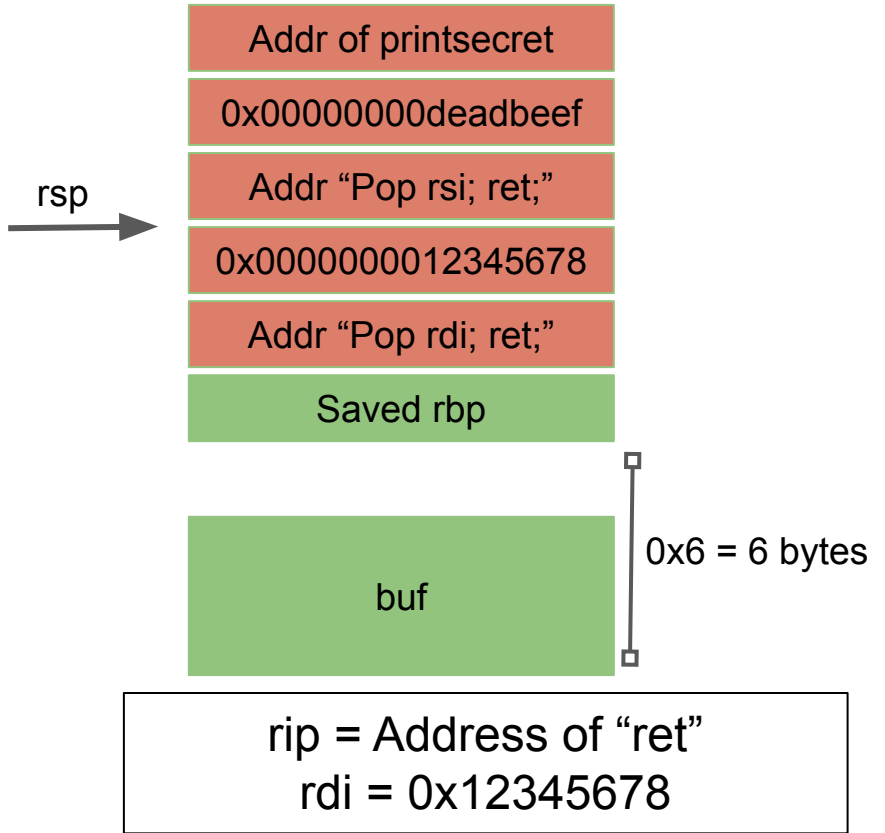 Addr of printsecret
0x00000000deadbeef
rsp
Addr “Pop rsi; ret;”
0x0000000012345678
Addr “Pop rdi; ret;”
Saved rbp
0x6 = 6 bytes
buf
rip = Address of “ret”
rdi = 0x12345678